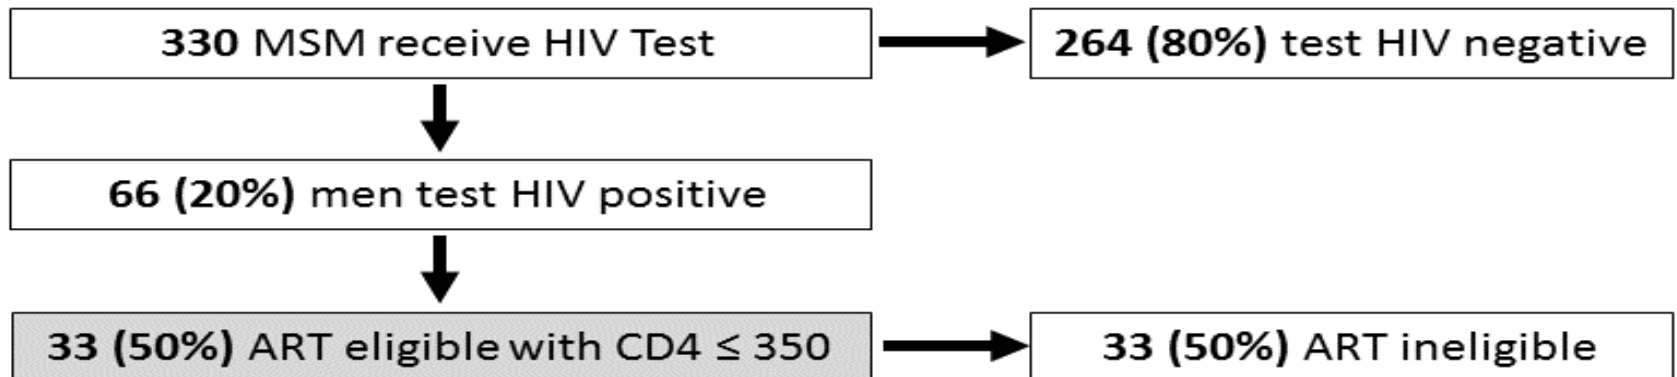 330 MSM receive HIV Test
264 (80%) test HIV negative
66 (20%) men test HIV positive
33 (50%) ART eligible with CD4 ≤ 350
33 (50%) ART ineligible